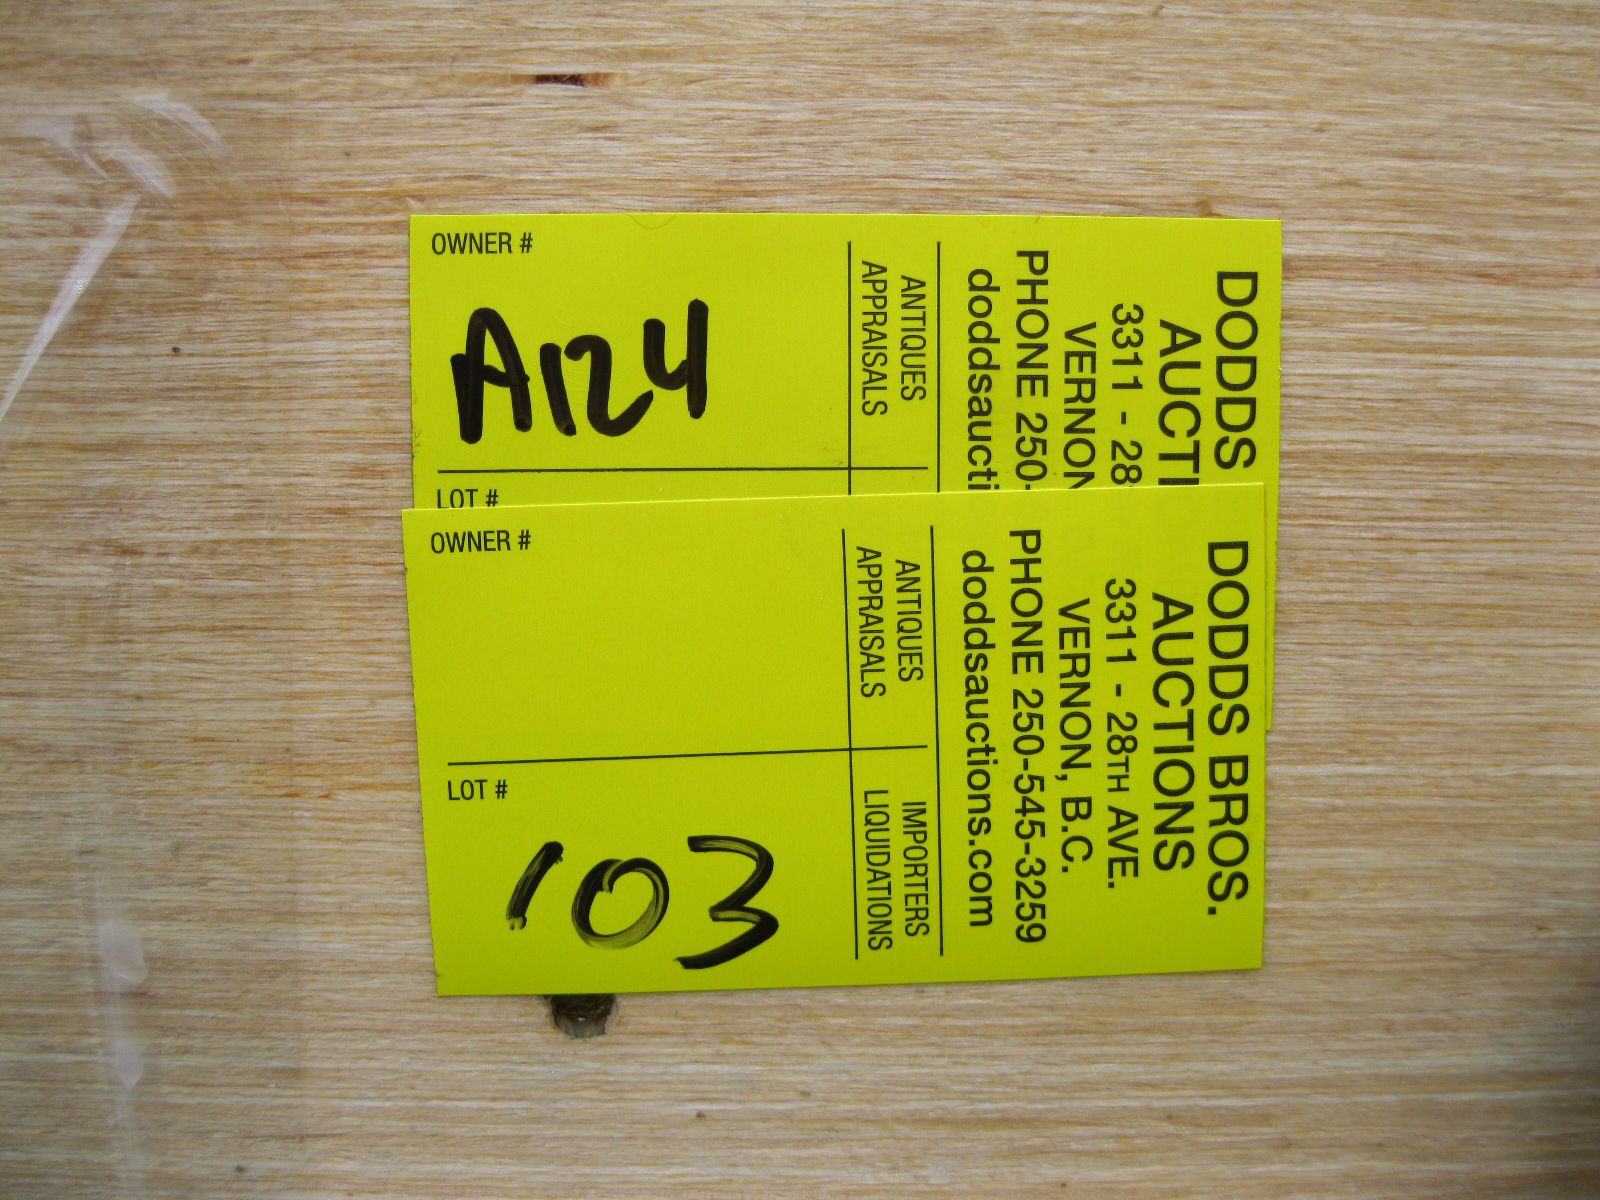 OWNER #
A124
LOT #
ANTIQUES
APPRAISALS
DODDS
AUCTI
3311 - 28
VERNON
PHONE 250-
doddsaucti
OWNER #
LOT #
103
ANTIQUES
APPRAISALS
IMPORTERS
LIQUIDATIONS
DODDS BROS.
AUCTIONS
3311 - 28TH AVE.
VERNON, B.C.
PHONE 250-545-3259
doddsauctions.com